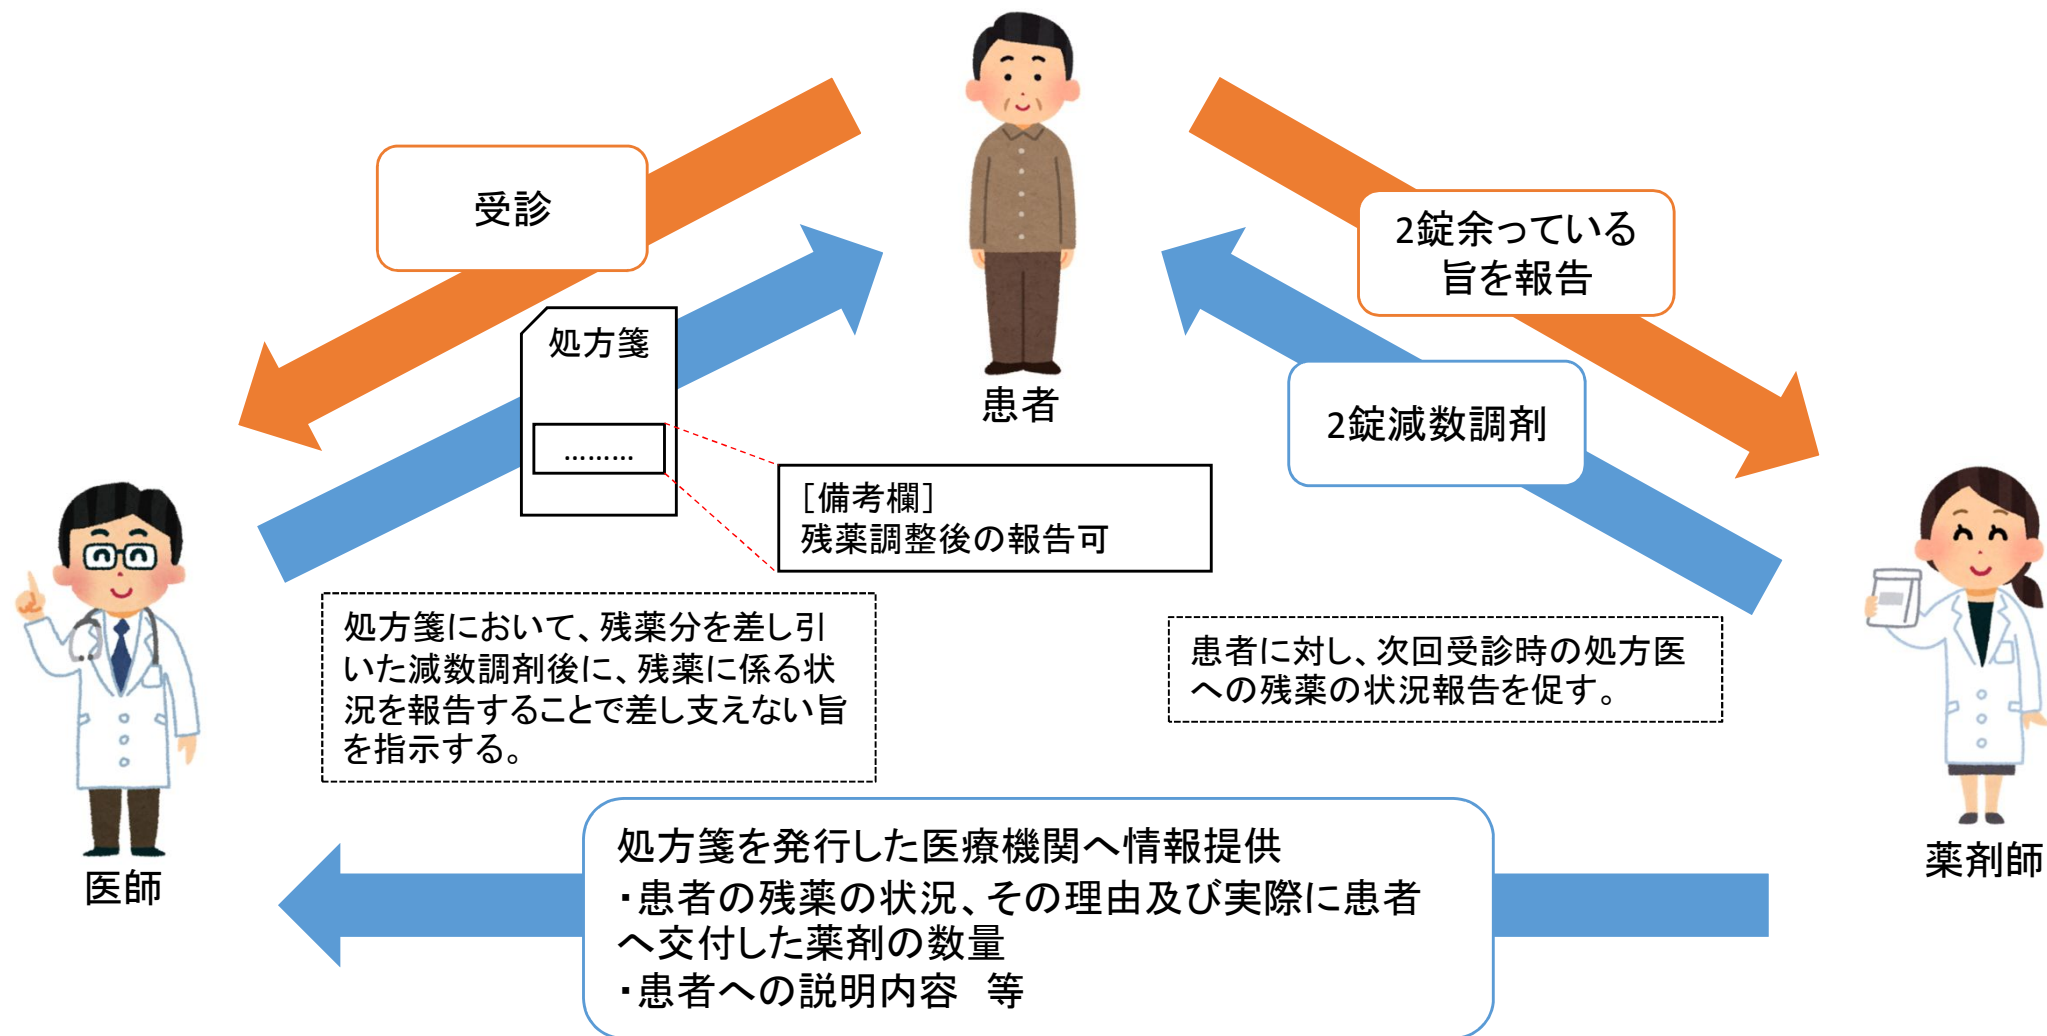 受診
2錠余っている
旨を報告
処方箋
………
患者
2錠減数調剤
［備考欄］
残薬調整後の報告可
処方箋において、残薬分を差し引
いた減数調剤後に、残薬に係る状
況を報告することで差し支えない旨
を指示する。
患者に対し、次回受診時の処方医
への残薬の状況報告を促す。
医師
薬剤師
処方箋を発行した医療機関へ情報提供
・患者の残薬の状況、その理由及び実際に患者
へ交付した薬剤の数量
・患者への説明内容　等